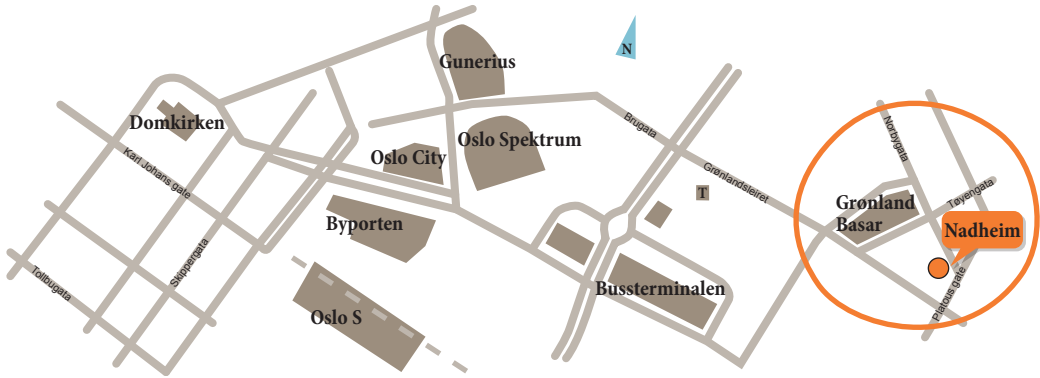 N
Gunerius
Domkirken
Brugata
Norbygata
Oslo Spektrum
Oslo City
Karl Johans gate
Grønlandsleiret
T
Tøyengata
Grønland
Basar
Byporten
Nadheim
Skippergata
Tollbugata
Bussterminalen
Platous gate
Oslo S